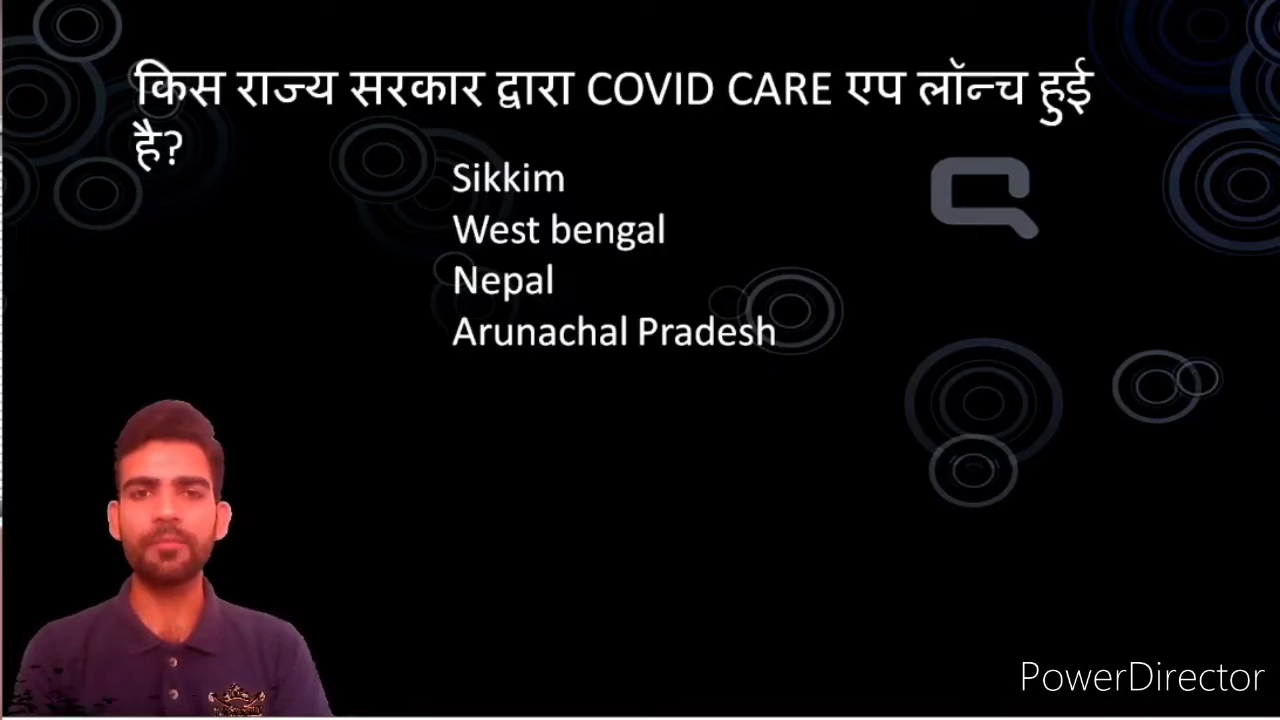 किस राज्य सरकार द्वारा COVID CARE एप लॉन्च हुई
है?
Sikkim
West bengal
Nepal
Arunachal Pradesh
PowerDirector